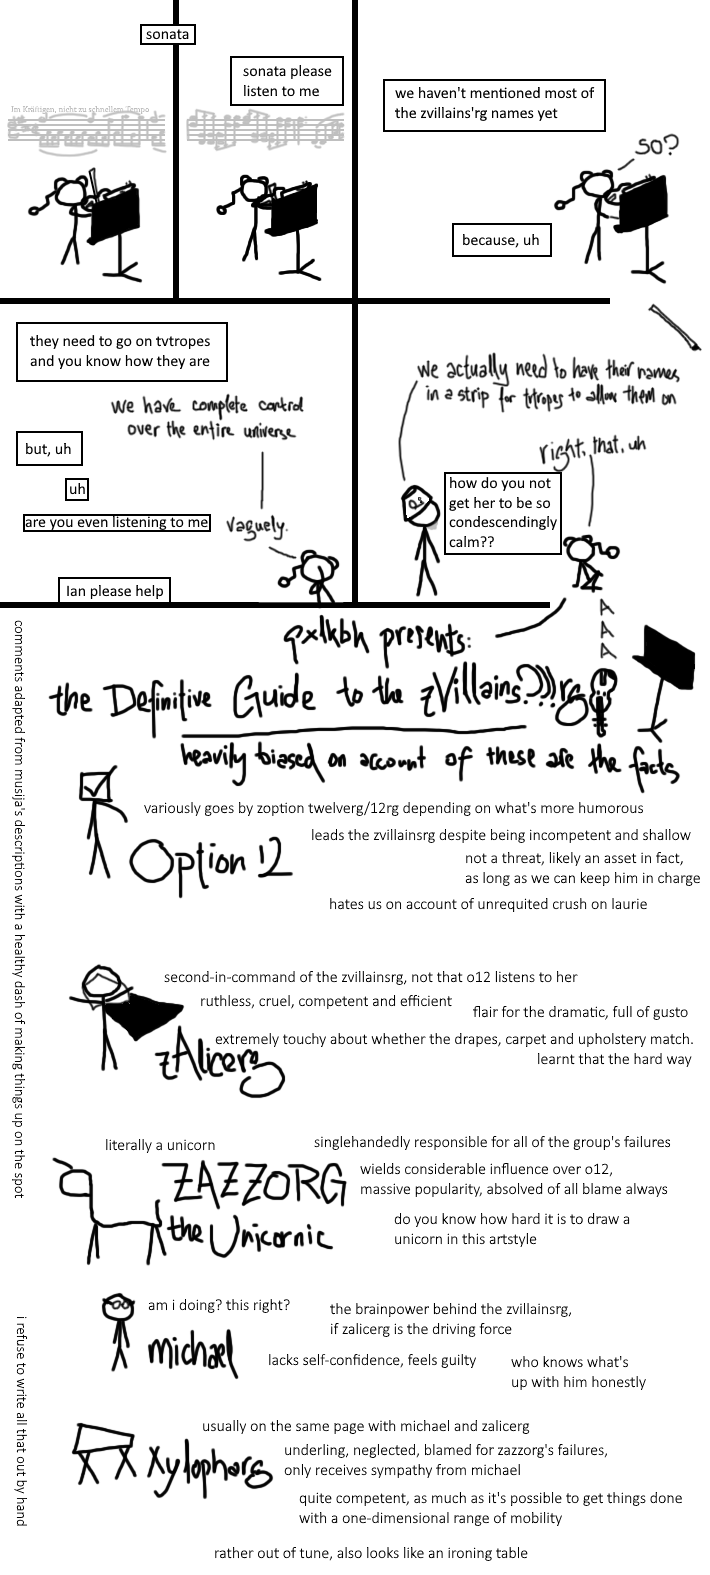 sonata
Im Kräftigen, nicht zu schnellem Tempo
sonata please
listen to me
we haven't mentioned most of
the zvillains'rg names yet
so?
because, uh
they need to go on tvtropes
and you know how they are
we have complete control
over the entire universe
but, uh
uh
are you even listening to me
vaguely.
Ian please help
we actually need to have their names
in a strip for tvtropes to allow them on
right, that, uh
how do you not
get her to be so
condescendingly
calm??
A
A
A
qxlkbh presents:
the Definitive Guide to the zVillains?)))rg
heavily biased on account of these are the facts
comments adapted from musija's descriptions with a healthy dash of making things up on the spot
variously goes by zoption twelverg/12rg depending on what's more humorous
leads the zvillainsrg despite being incompetent and shallow
Option 12
not a threat, likely an asset in fact,
as long as we can keep him in charge
hates us on account of unrequited crush on laurie
second-in-command of the zvillainsrg, not that o12 listens to her
ruthless, cruel, competent and efficient
flair for the dramatic, full of gusto
zAlicerg
extremely touchy about whether the drapes, carpet and upholstery match.
learnt that the hard way
literally a unicorn
singlehandedly responsible for all of the group's failures
ZAZZORG
the Unicornic
wields considerable influence over o12,
massive popularity, absolved of all blame always
do you know how hard it is to draw a
unicorn in this artstyle
am i doing? this right?
the brainpower behind the zvillainsrg,
if zalicerg is the driving force
michael
lacks self-confidence, feels guilty
who knows what's
up with him honestly
i refuse to write all that out by hand
usually on the same page with michael and zalicerg
xylophorg
underling, neglected, blamed for zazzorg's failures,
only receives sympathy from michael
quite competent, as much as it's possible to get things done
with a one-dimensional range of mobility
rather out of tune, also looks like an ironing table